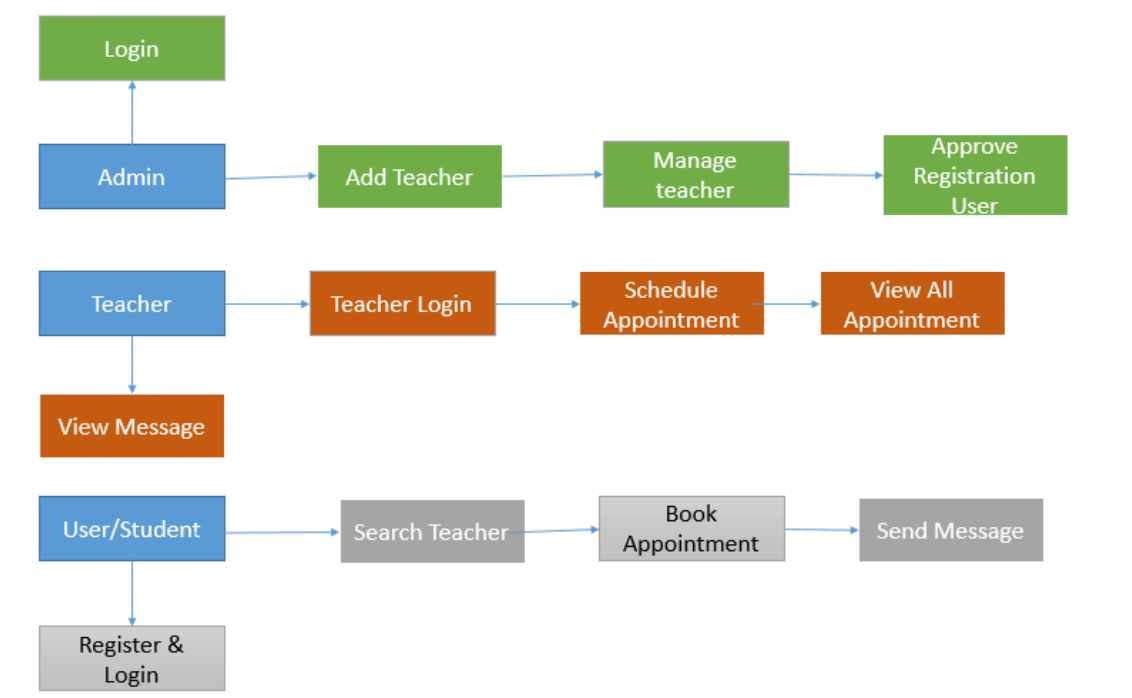 Login
Admin
Add Teacher
Manage
teacher
Approve
Registration
User
Teacher
Teacher Login
Schedule
Appointment
View All
Appointment
View Message
User/Student
Search Teacher
Book
Appointment
Send Message
Register &
Login